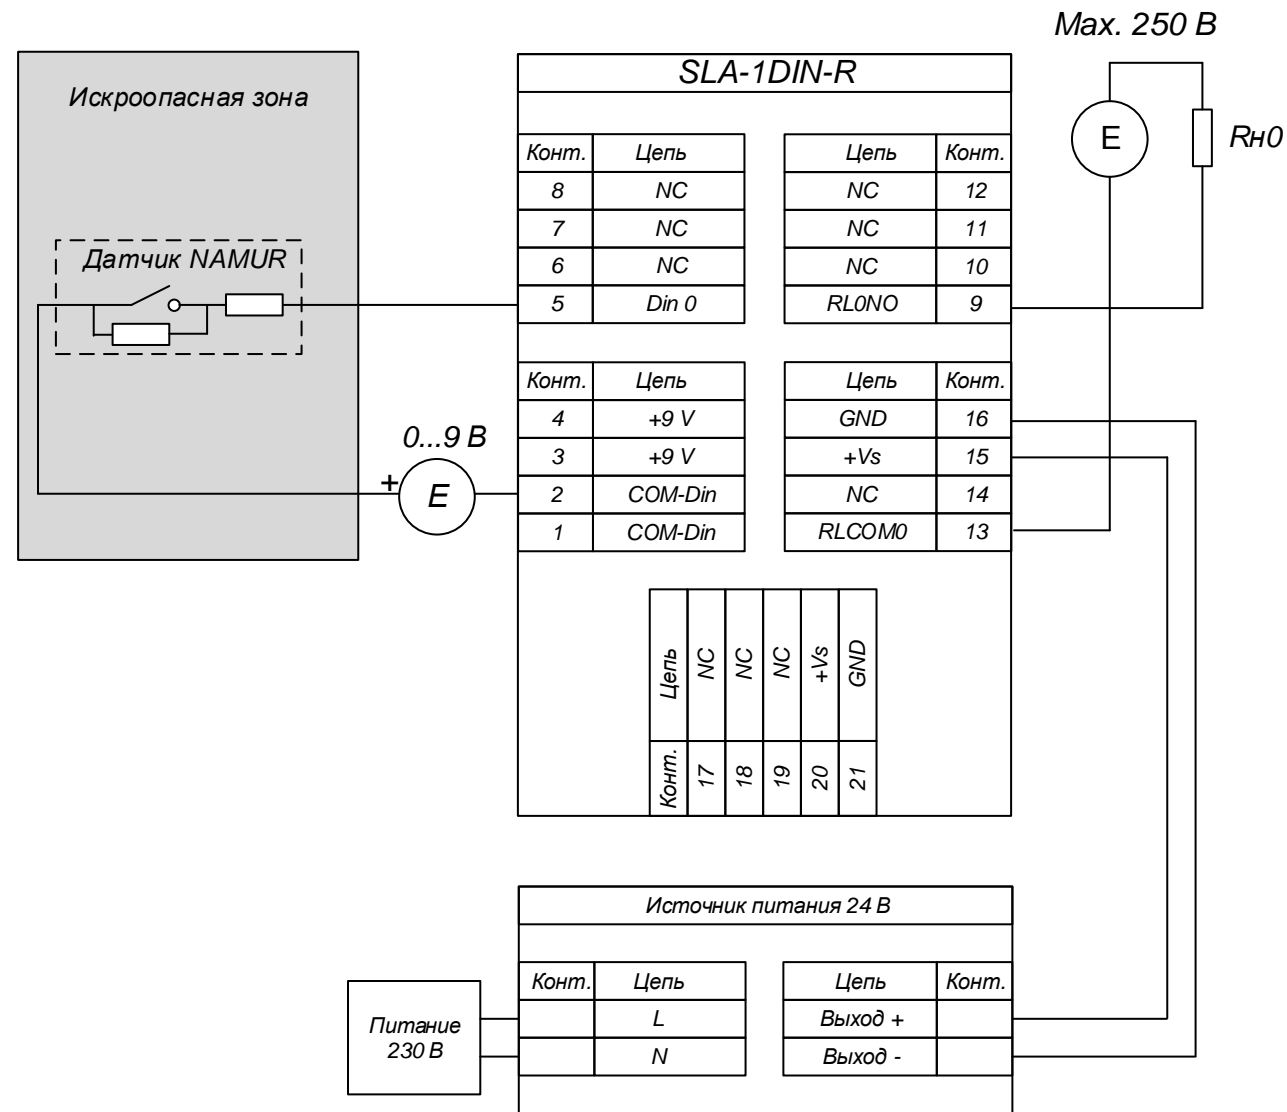 Max. 250 В
SLA-1DIN-R
Искроопасная зона
E
Rн0
Конт. Цепь Цепь Конт.
8 NC NC 12
7 NC NC 11
6 NC NC 10
5 Din 0 RL0NO 9
Датчик NAMUR
Конт. Цепь Цепь Конт.
4 +9 V GND 16
3 +9 V +Vs 15
2 COM-Din NC 14
1 COM-Din RLCOM0 13
0...9 В
+
E
Цепь NC NC NC +Vs GND
Конт. 17 18 19 20 21
Источник питания 24 В
Конт. Цепь Цепь Конт.
L Выход +
N Выход -
Питание
230 В